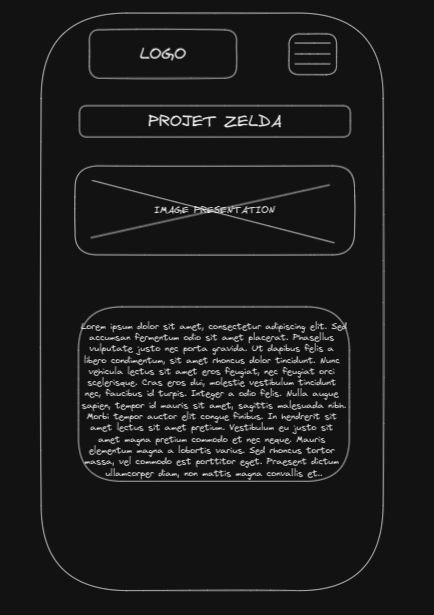 LOGO
PROJET ZELDA
IMAGE PRESENTATION
Lorem ipsum dolor sit amet, consectetur adipiscing elit. Sed
accumsan fermentum odio sit amet placerat. Phasellus
vulputate justo nec porta gravida. Ut dapibus felis a
libero condimentum, sit amet rhoncus dolor tincidunt. Nunc
vehicula lectus sit amet eros feugiat, nec feugiat orci
scelerisque. Cras eros dui, molestie vestibulum tincidunt
nec, faucibus id turpis. Integer a odio felis. Nulla augue
sapien, tempor id mauris sit amet, sagittis malesuada nibh.
Morbi tempor auctor elit congue finibus. In hendrerit sit
amet lectus sit amet pretium. Vestibulum eu justo sit
amet magna pretium commodo et nec neque. Mauris
elementum magna a lobortis varius. Sed rhoncus tortor
massa, vel commodo est porttitor eget. Praesent dictum
ullamcorper diam, non mattis magna convallis et..